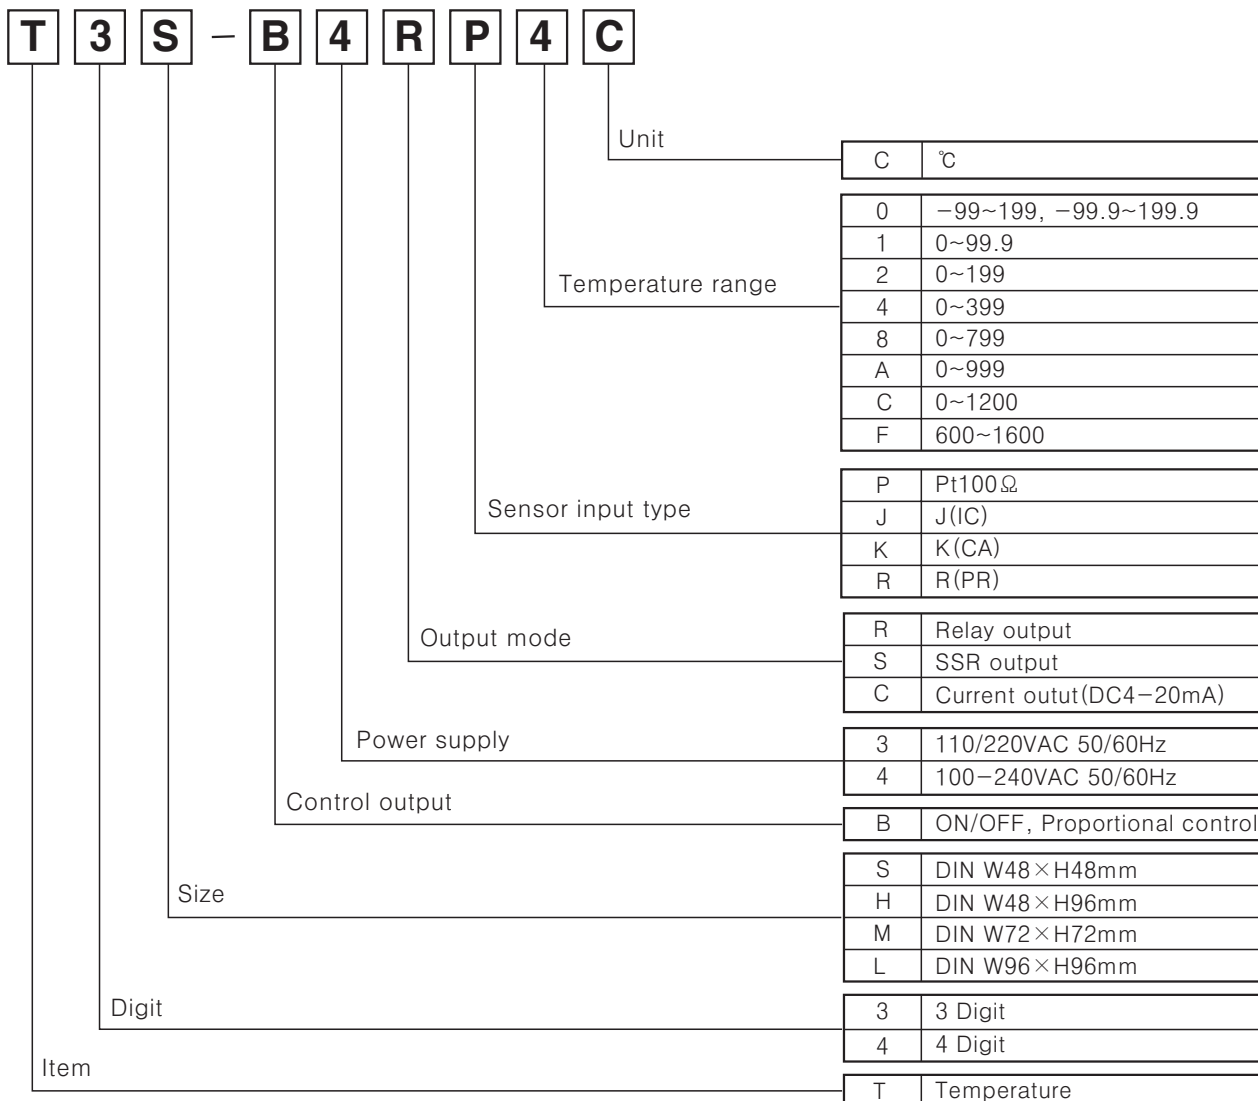 T 3 S - B 4 R P 4 C
Unit
C ℃
0 -99~199, -99.9~199.9
1 0~99.9
2 0~199
Temperature range
4 0~399
8 0~799
A 0~999
C 0~1200
F 600~1600
P Pt100Ω
Sensor input type
J J(IC)
K K(CA)
R R(PR)
R Relay output
Output mode
S SSR output
C Current outut(DC4-20mA)
Power supply
3 110/220VAC 50/60Hz
4 100-240VAC 50/60Hz
Control output
B ON/OFF, Proportional control
S DIN W48×H48mm
Size
H DIN W48×H96mm
M DIN W72×H72mm
L DIN W96×H96mm
Digit
3 3 Digit
4 4 Digit
Item
T Temperature